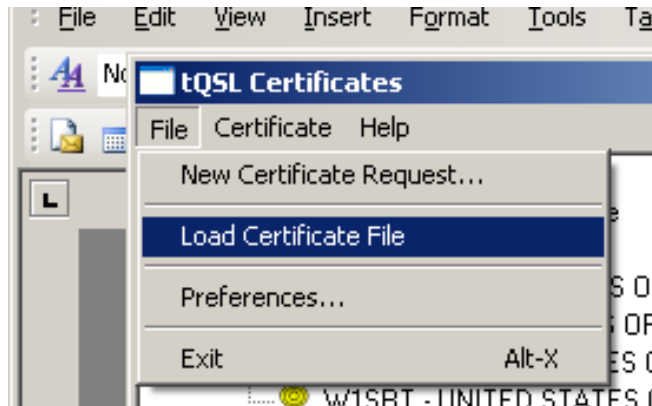 File Edit View Insert Format Tools
tQSL Certificates
File Certificate Help
New Certificate Request...
Load Certificate File
Preferences...
Exit Alt-X
W1SBT - UNITED STATES